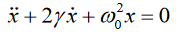 ẍ + 2γẋ + ω₀²x = 0